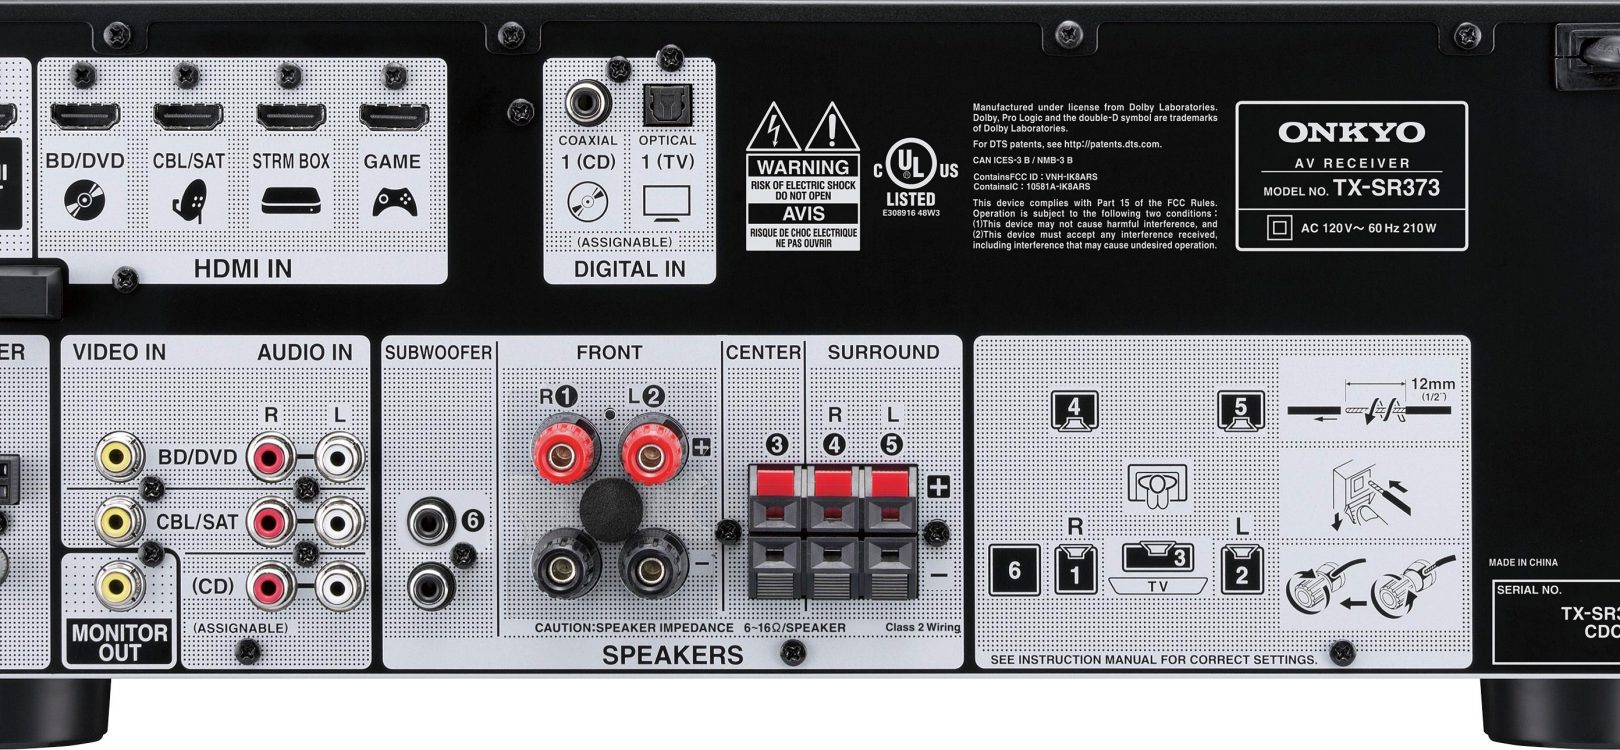 BD/DVD
CBL/SAT
STRM BOX
GAME
HDMI IN
COAXIAL
1 (CD)
OPTICAL
1 (TV)
(ASSIGNABLE)
DIGITAL IN
WARNING
RISK OF ELECTRIC SHOCK
DO NOT OPEN
AVIS
RISQUE DE CHOC ELECTRIQUE
NE PAS OUVRIR
C UL US
LISTED
E308916 48W3
Manufactured under license from Dolby Laboratories.
Dolby, Pro Logic and the double-D symbol are trademarks
of Dolby Laboratories.
For DTS patents, see http://patents.dts.com.
CAN ICES-3 B / NMB-3 B
ContainsFCC ID : VNH-IK8ARS
ContainsIC : 10581A-IK8ARS
This device complies with Part 15 of the FCC Rules.
Operation is subject to the following two conditions :
(1)This device may not cause harmful interference, and
(2)This device must accept any interference received,
including interference that may cause undesired operation.
ONKYO
AV RECEIVER
MODEL NO. TX-SR373
AC 120V~ 60Hz 210W
ER
VIDEO IN
AUDIO IN
R L
BD/DVD
CBL/SAT
(CD)
(ASSIGNABLE)
MONITOR
OUT
SUBWOOFER
6
FRONT
R1 L2
+
−
CENTER
3
SURROUND
R L
4 5
+
−
CAUTION:SPEAKER IMPEDANCE 6~16Ω/SPEAKER
Class 2 Wiring
SPEAKERS
4 5
R L
6 1 3 2
TV
12mm
(1/2")
SEE INSTRUCTION MANUAL FOR CORRECT SETTINGS.
MADE IN CHINA
SERIAL NO.
TX-SR3
CDC